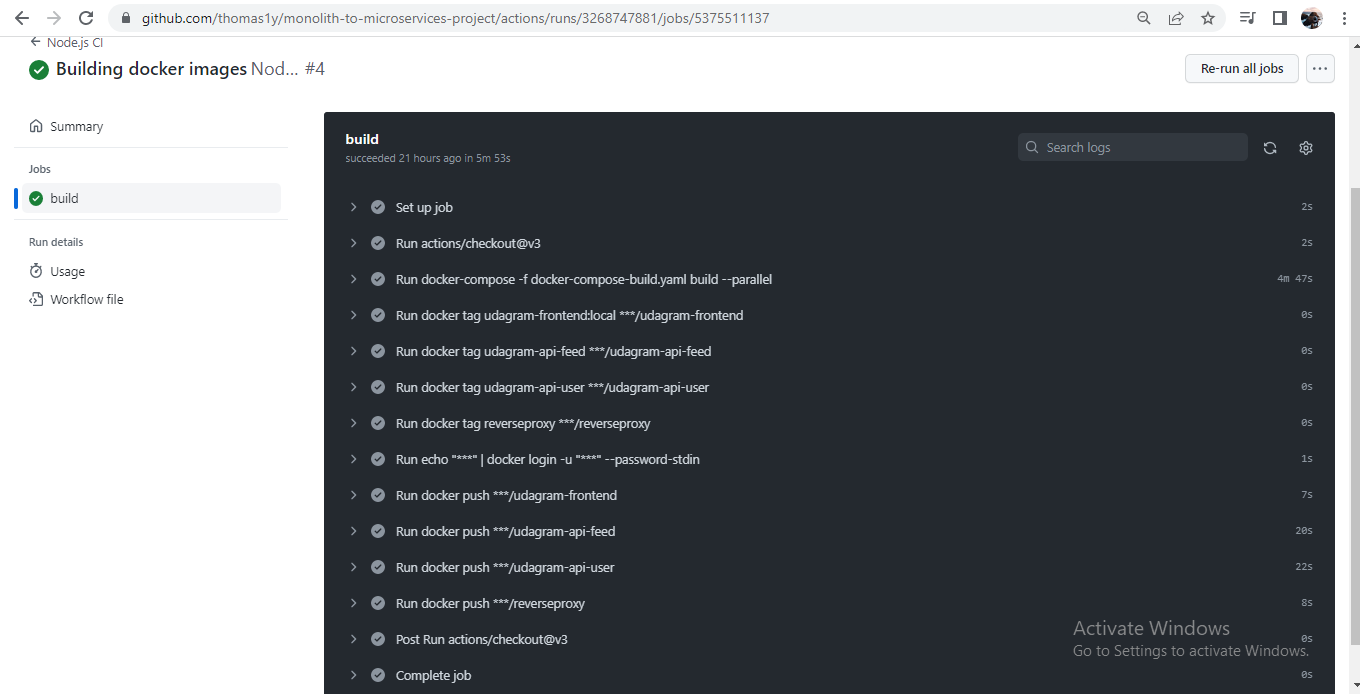 github.com/thomas1y/monolith-to-microservices-project/actions/runs/3268747881/jobs/5375511137
Node.js CI
Building docker images Nod... #4
Re-run all jobs
Summary
Jobs
build
Run details
Usage
Workflow file
build
succeeded 21 hours ago in 5m 53s
Search logs
Set up job 2s
Run actions/checkout@v3 2s
Run docker-compose -f docker-compose-build.yaml build --parallel 4m 47s
Run docker tag udagram-frontend:local ***/udagram-frontend 0s
Run docker tag udagram-api-feed ***/udagram-api-feed 0s
Run docker tag udagram-api-user ***/udagram-api-user 0s
Run docker tag reverseproxy ***/reverseproxy 0s
Run echo "***" | docker login -u "***" --password-stdin 1s
Run docker push ***/udagram-frontend 7s
Run docker push ***/udagram-api-feed 20s
Run docker push ***/udagram-api-user 22s
Run docker push ***/reverseproxy 8s
Post Run actions/checkout@v3 0s
Complete job 0s
Activate Windows
Go to Settings to activate Windows.